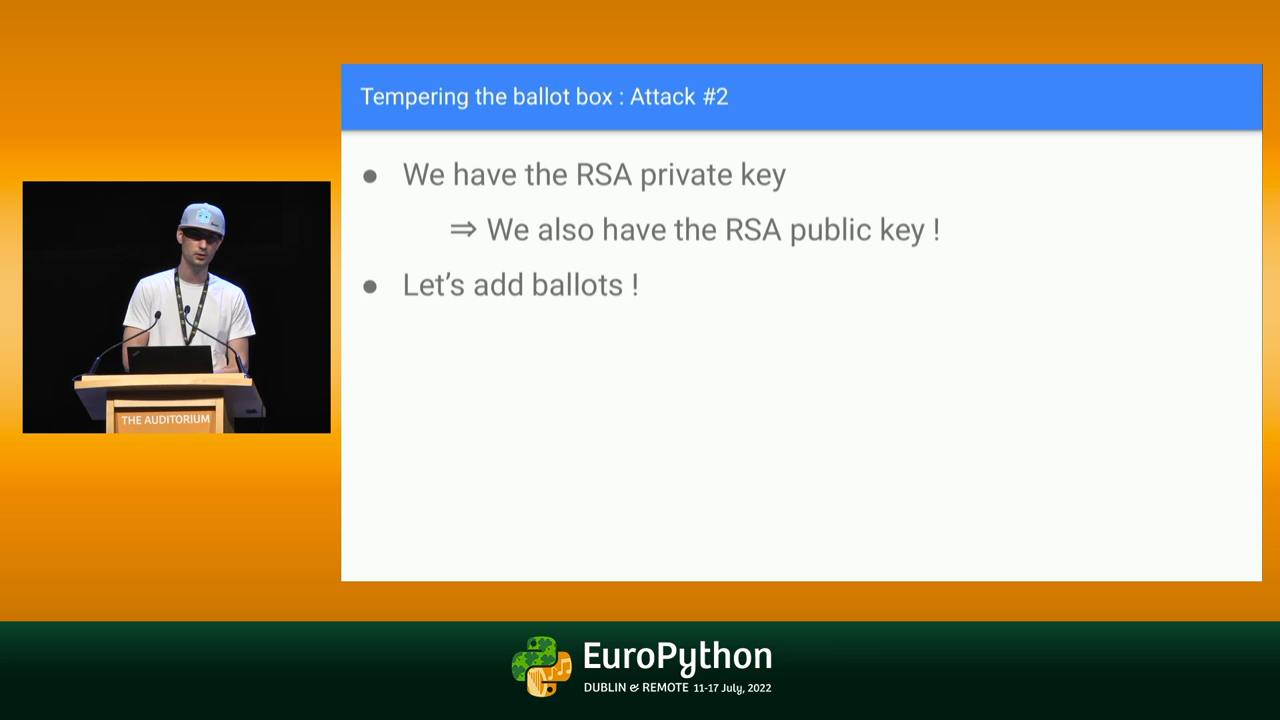 Tempering the ballot box : Attack #2
● We have the RSA private key
⇒ We also have the RSA public key !
● Let's add ballots !
THE AUDITORIUM
EuroPython
DUBLIN & REMOTE 11-17 July, 2022